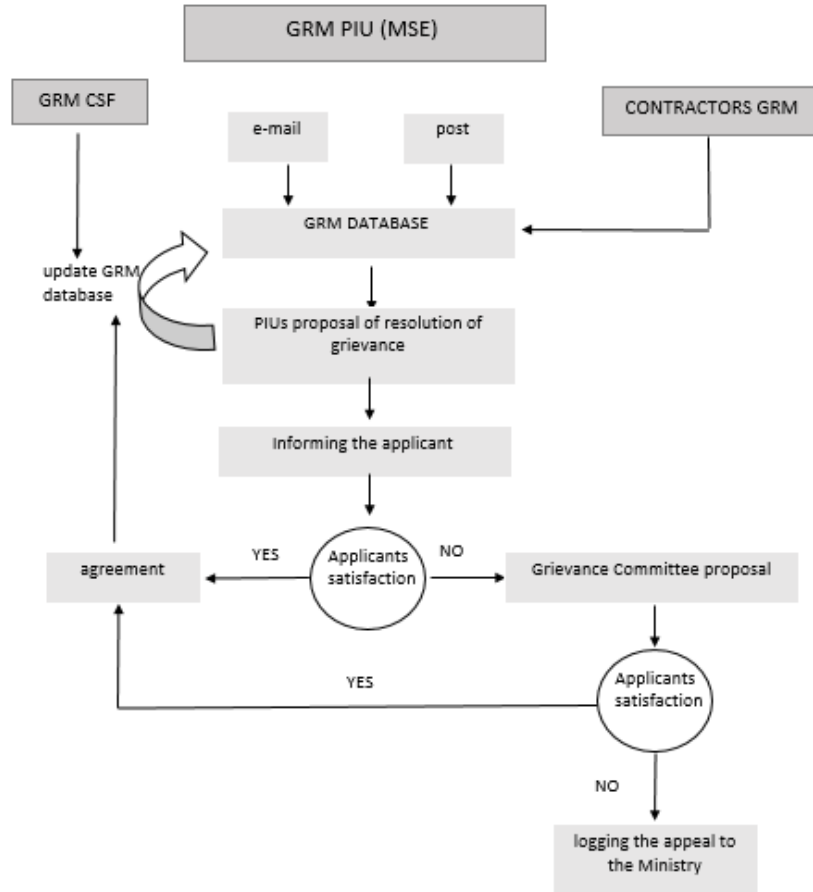 GRM PIU (MSE)
GRM CSF
CONTRACTORS GRM
e-mail
post
GRM DATABASE
update GRM
database
PIUs proposal of resolution of
grievance
Informing the applicant
YES
Applicants
satisfaction
NO
agreement
Grievance Committee proposal
YES
Applicants
satisfaction
NO
logging the appeal to
the Ministry